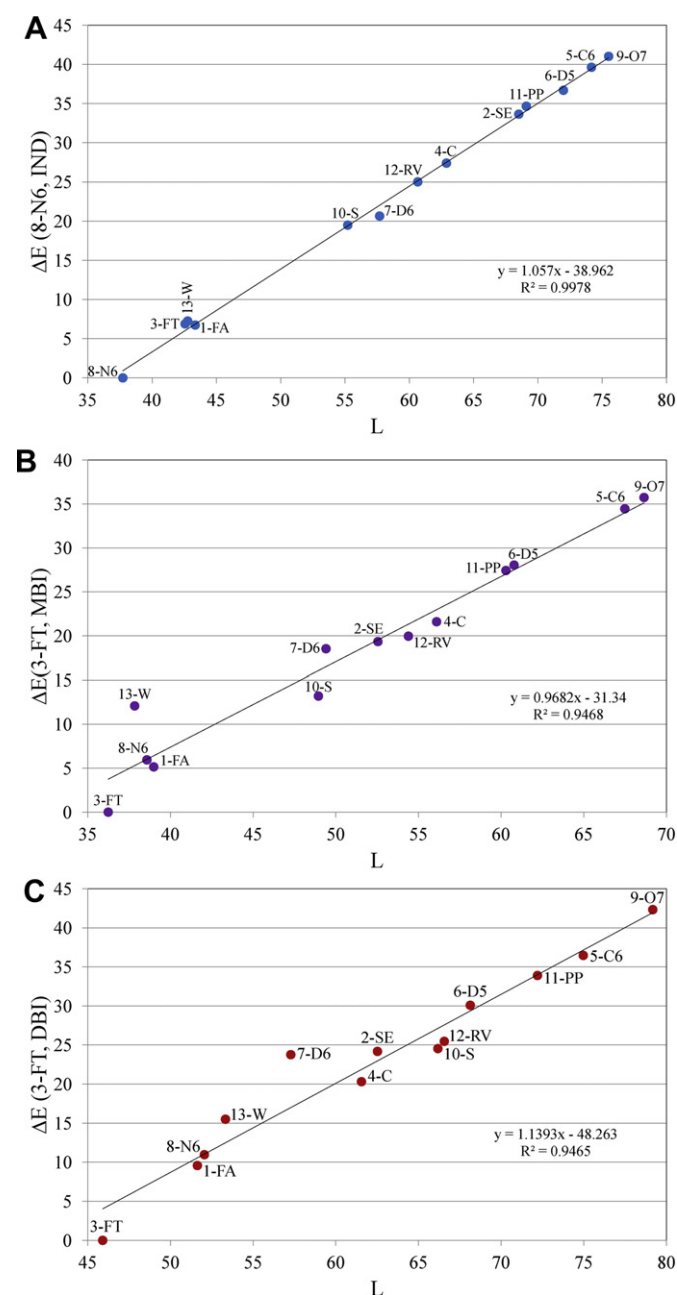 A
ΔE (8-N6, IND)
45
40
35
30
25
20
15
10
5
0
5-C6
9-O7
6-D5
11-PP
2-SE
4-C
12-RV
7-D6
10-S
13-W
3-FT
1-FA
8-N6
y = 1.057x - 38.962
R² = 0.9978
35 40 45 50 55 60 65 70 75 80
L
B
ΔE(3-FT, MBI)
40
35
30
25
20
15
10
5
0
9-O7
5-C6
6-D5
11-PP
4-C
2-SE
12-RV
7-D6
10-S
13-W
8-N6
1-FA
3-FT
y = 0.9682x - 31.34
R² = 0.9468
35 40 45 50 55 60 65 70
L
C
ΔE (3-FT, DBI)
45
40
35
30
25
20
15
10
5
0
9-O7
5-C6
11-PP
6-D5
12-RV
2-SE
10-S
7-D6
4-C
13-W
8-N6
1-FA
3-FT
y = 1.1393x - 48.263
R² = 0.9465
45 50 55 60 65 70 75 80
L